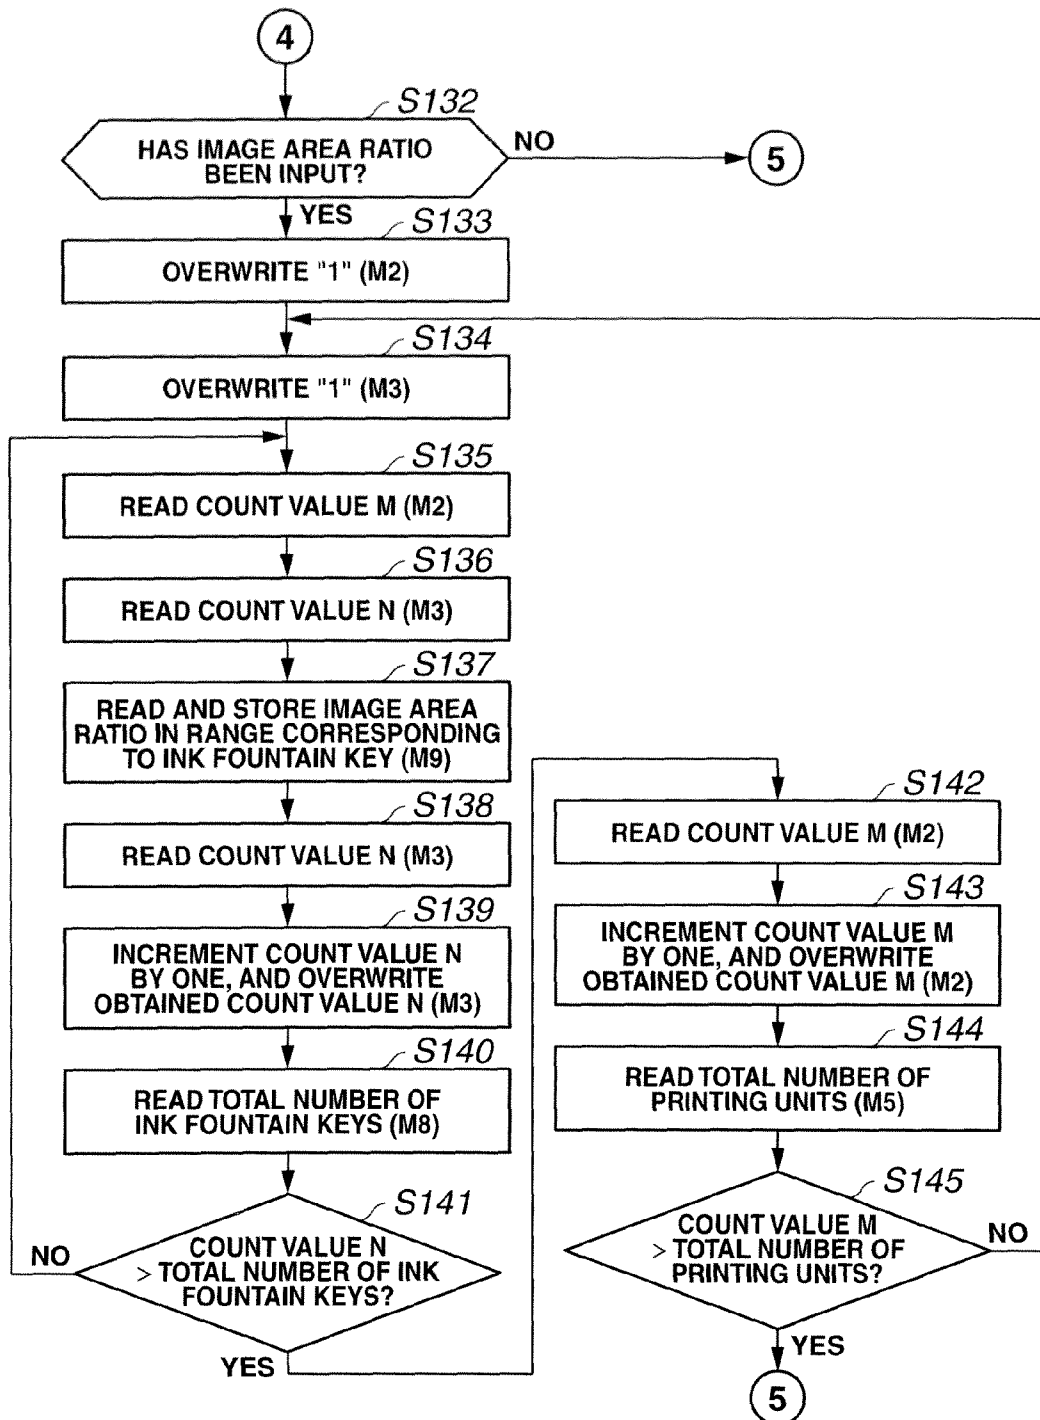 4
S132
HAS IMAGE AREA RATIO
BEEN INPUT?
NO
5
YES
S133
OVERWRITE "1" (M2)
S134
OVERWRITE "1" (M3)
S135
READ COUNT VALUE M (M2)
S136
READ COUNT VALUE N (M3)
S137
READ AND STORE IMAGE AREA
RATIO IN RANGE CORRESPONDING
TO INK FOUNTAIN KEY (M9)
S138
READ COUNT VALUE N (M3)
S139
INCREMENT COUNT VALUE N
BY ONE, AND OVERWRITE
OBTAINED COUNT VALUE N (M3)
S140
READ TOTAL NUMBER OF
INK FOUNTAIN KEYS (M8)
S141
COUNT VALUE N
> TOTAL NUMBER OF INK
FOUNTAIN KEYS?
NO
YES
S142
READ COUNT VALUE M (M2)
S143
INCREMENT COUNT VALUE M
BY ONE, AND OVERWRITE
OBTAINED COUNT VALUE M (M2)
S144
READ TOTAL NUMBER OF
PRINTING UNITS (M5)
S145
COUNT VALUE M
> TOTAL NUMBER OF
PRINTING UNITS?
NO
YES
5